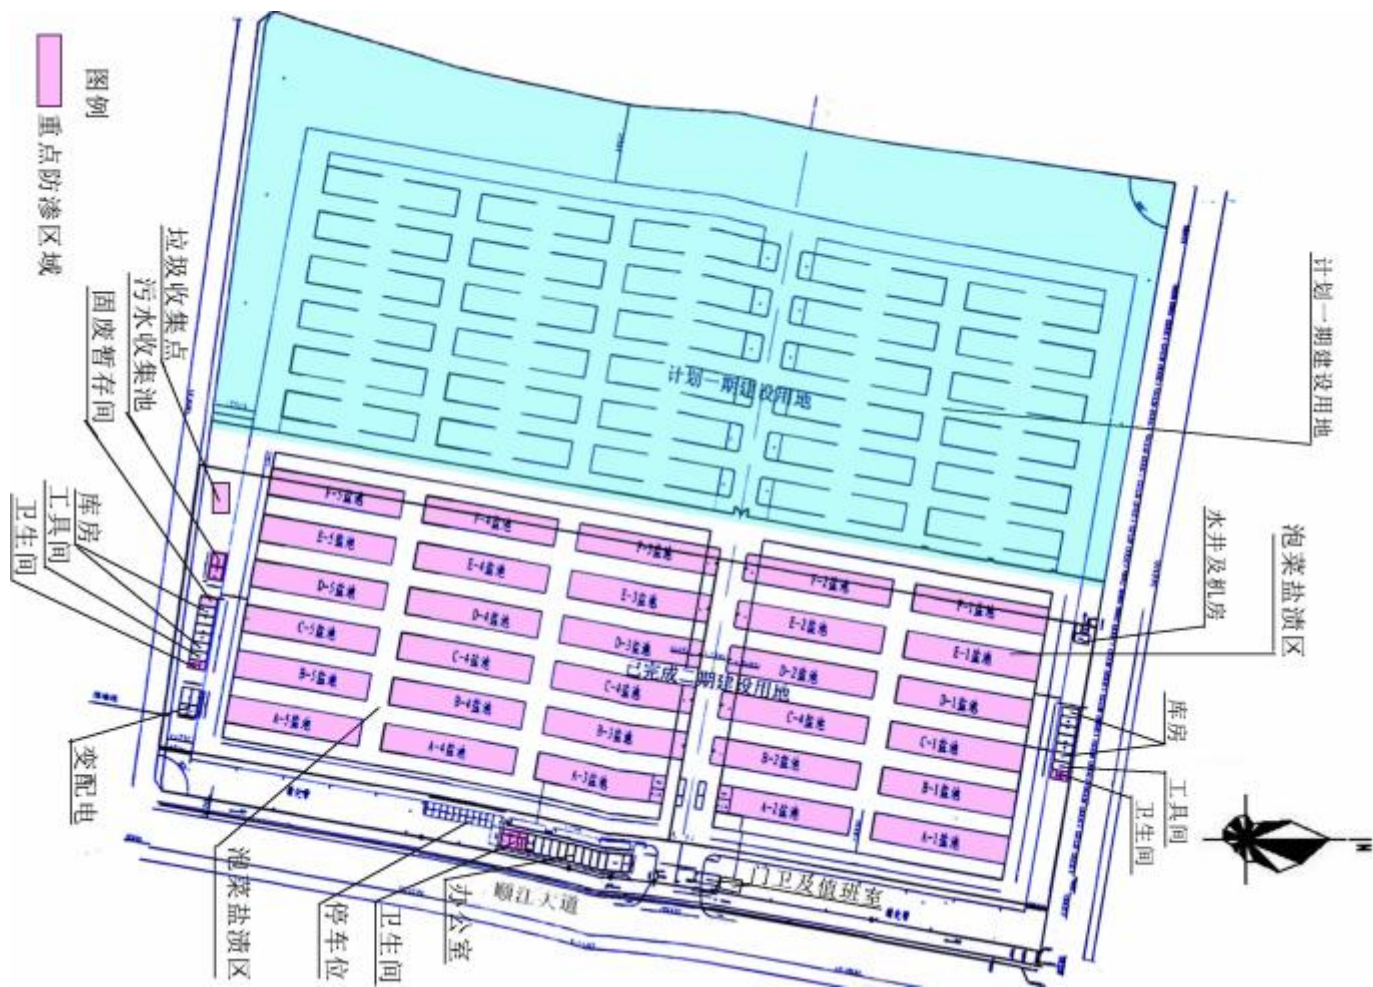 图例
重点防渗区域
垃圾收集点
污水收集池
固废暂存间
库房
工具间
卫生间
变配电
泡菜盐渍区
停车位
卫生间
办公室
顺江大道
门卫及值班室
计划一期建设用地
计划一期建设用地
水井及机房
泡菜盐渍区
库房
工具间
卫生间
N
已完成二期建设用地
F-5盐池
F-4盐池
F-3盐池
F-2盐池
F-1盐池
E-5盐池
E-4盐池
E-3盐池
E-2盐池
E-1盐池
D-5盐池
D-4盐池
D-3盐池
D-2盐池
D-1盐池
C-5盐池
C-4盐池
C-4盐池
C-4盐池
C-1盐池
B-5盐池
B-4盐池
B-3盐池
B-2盐池
B-1盐池
A-5盐池
A-4盐池
A-3盐池
A-2盐池
A-1盐池